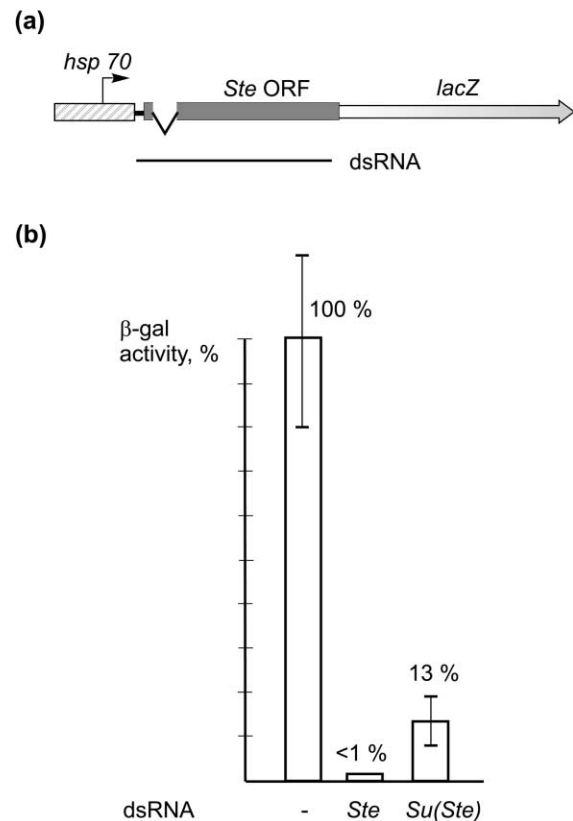 (a)
hsp 70
Ste ORF
lacZ
dsRNA
(b)
β-gal
activity, %
100 %
13 %
<1 %
dsRNA
-
Ste
Su(Ste)